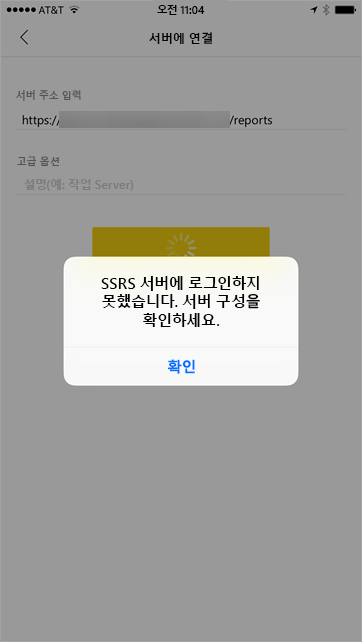 AT&T 오전 11:04
서버에 연결
서버 주소 입력
https:// /reports
고급 옵션
설명(예: 작업 Server)
SSRS 서버에 로그인하지
못했습니다. 서버 구성을
확인하세요.
확인